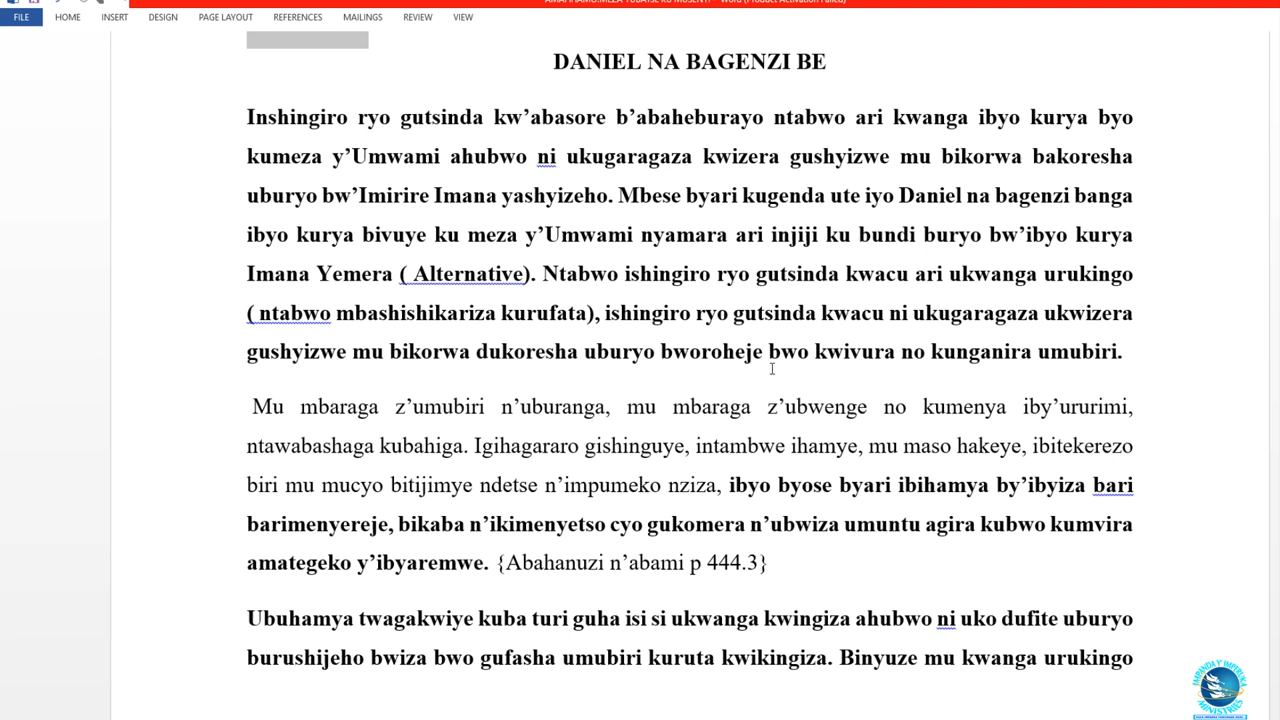 FILE HOME INSERT DESIGN PAGE LAYOUT REFERENCES MAILINGS REVIEW VIEW
DANIEL NA BAGENZI BE
Inshingiro ryo gutsinda kw’abasore b’abaheburayo ntabwo ari kwanga ibyo kurya byo
kumeza y’Umwami ahubwo ni ukugaragaza kwizera gushyizwe mu bikorwa bakoresha
uburyo bw’Imirire Imana yashyizeho. Mbese byari kugenda ute iyo Daniel na bagenzi banga
ibyo kurya bivuye ku meza y’Umwami nyamara ari injiji ku bundi buryo bw’ibyo kurya
Imana Yemera ( Alternative). Ntabwo ishingiro ryo gutsinda kwacu ari ukwanga urukingo
( ntabwo mbashishikariza kurufata), ishingiro ryo gutsinda kwacu ni ukugaragaza ukwizera
gushyizwe mu bikorwa dukoresha uburyo bworoheje bwo kwivura no kunganira umubiri.
Mu mbaraga z’umubiri n’uburanga, mu mbaraga z’ubwenge no kumenya iby’ururimi,
ntawabashaga kubahiga. Igihagararo gishinguye, intambwe ihamye, mu maso hakeye, ibitekerezo
biri mu mucyo bitijimye ndetse n’impumeko nziza, ibyo byose byari ibihamya by’ibyiza bari
barimenyereje, bikaba n’ikimenyetso cyo gukomera n’ubwiza umuntu agira kubwo kumvira
amategeko y’ibyaremwe. {Abahanuzi n’abami p 444.3}
Ubuhamya twagakwiye kuba turi guha isi si ukwanga kwingiza ahubwo ni uko dufite uburyo
burushijeho bwiza bwo gufasha umubiri kuruta kwikingiza. Binyuze mu kwanga urukingo
IMPANDA Y'IMPERUKA
MINISTRIES